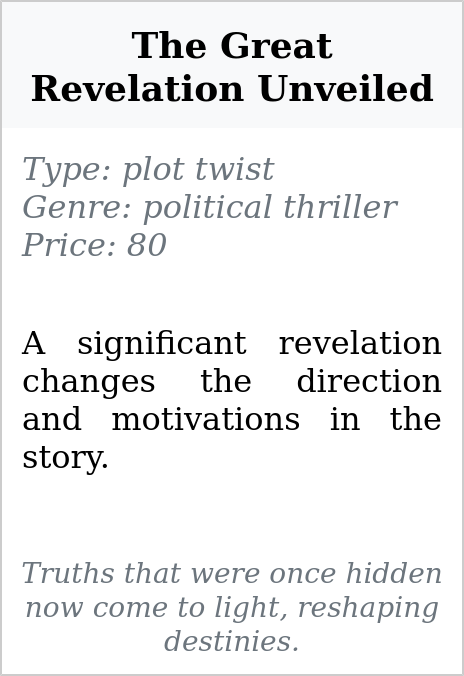 The Great
Revelation Unveiled
Type: plot twist
Genre: political thriller
Price: 80
A significant revelation
changes the direction
and motivations in the
story.
Truths that were once hidden
now come to light, reshaping
destinies.